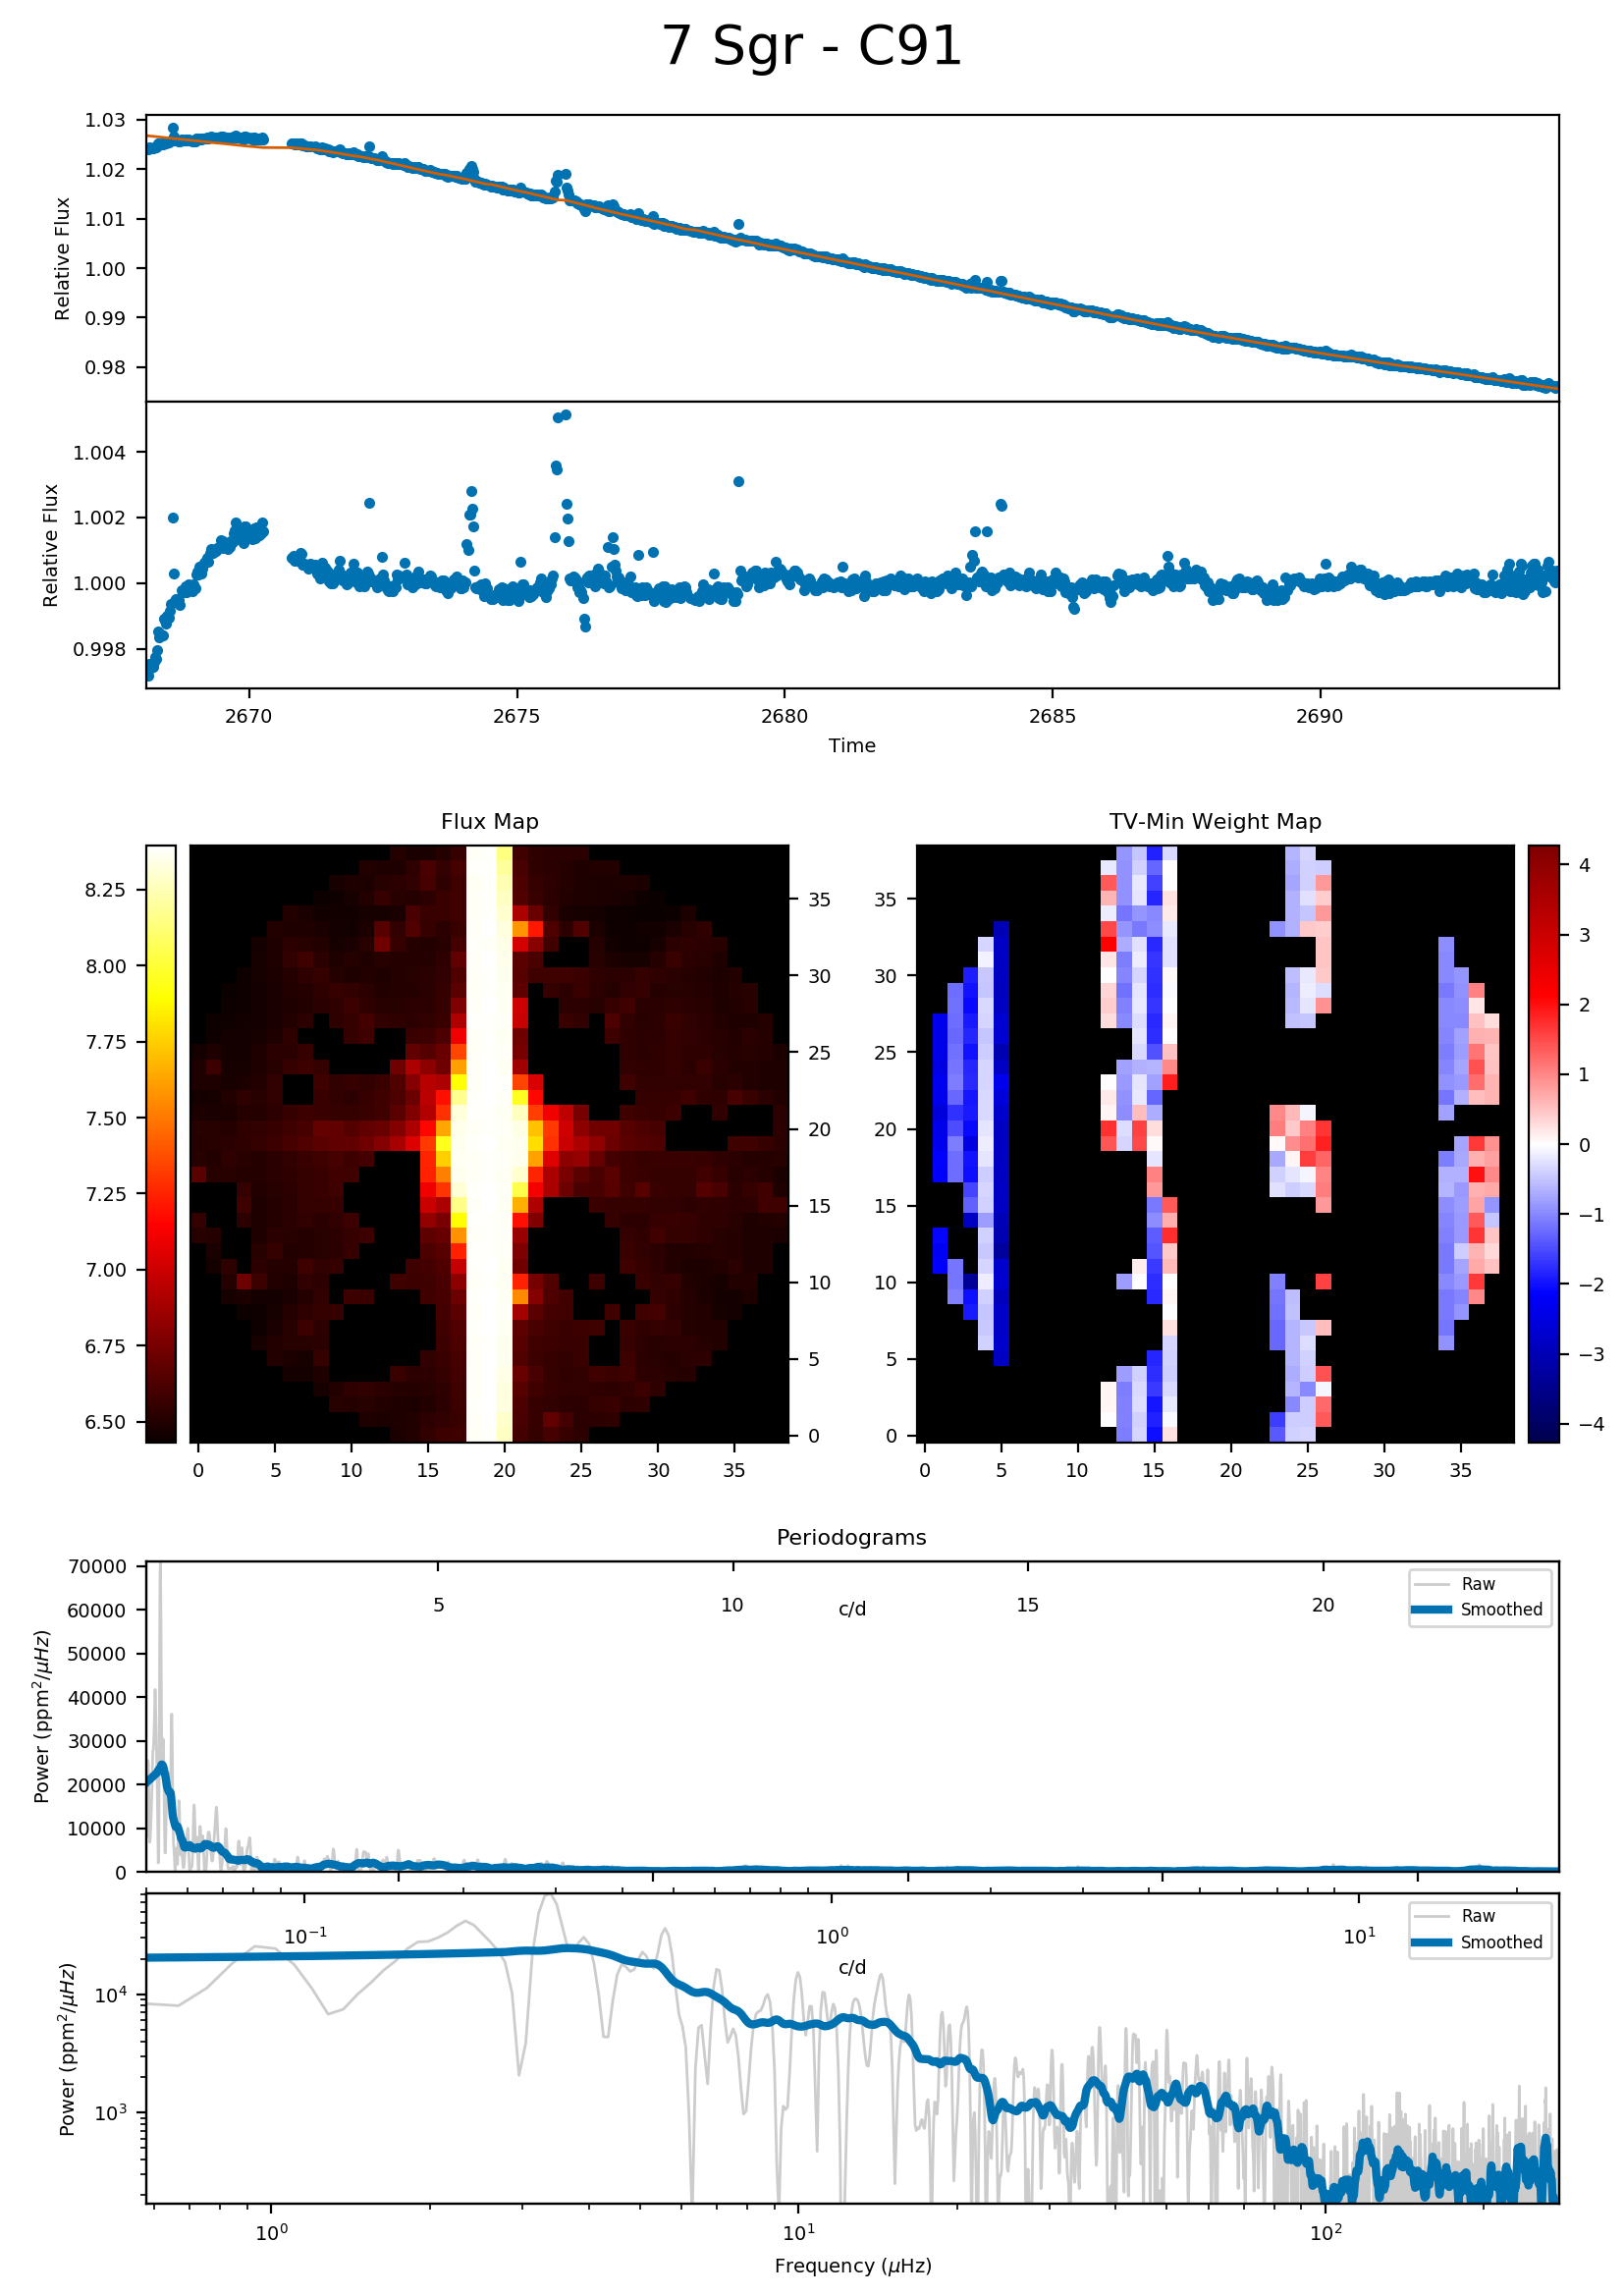 7 Sgr - C91
1.03
1.02
1.01
1.00
0.99
0.98
Relative Flux
1.004
1.002
1.000
0.998
Relative Flux
2670 2675 2680 2685 2690
Time
Flux Map
8.25
8.00
7.75
7.50
7.25
7.00
6.75
6.50
35
30
25
20
15
10
5
0
0 5 10 15 20 25 30 35
TV-Min Weight Map
35
30
25
20
15
10
5
0
0 5 10 15 20 25 30 35
4
3
2
1
0
−1
−2
−3
−4
Periodograms
70000
60000
50000
40000
30000
20000
10000
0
Power (ppm²/μHz)
5 10 15 20
c/d
Raw
Smoothed
10⁻¹ 10⁰ 10¹
c/d
Raw
Smoothed
10⁴
10³
Power (ppm²/μHz)
10⁰ 10¹ 10²
Frequency (μHz)